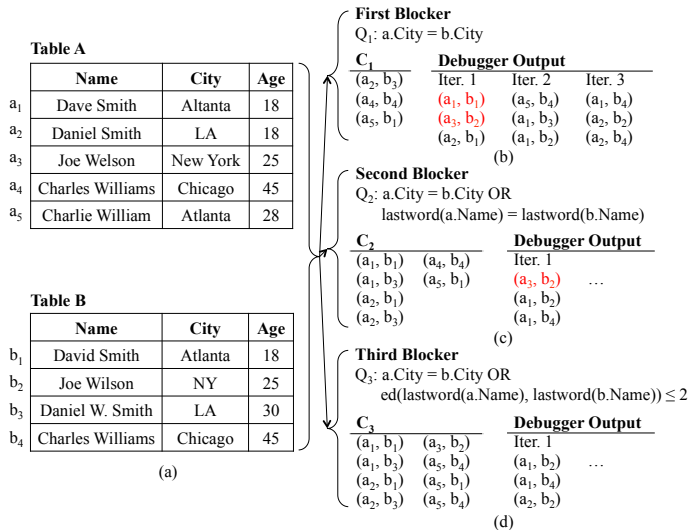 Table A
Name City Age
a1 Dave Smith Altanta 18
a2 Daniel Smith LA 18
a3 Joe Welson New York 25
a4 Charles Williams Chicago 45
a5 Charlie William Atlanta 28
Table B
Name City Age
b1 David Smith Atlanta 18
b2 Joe Wilson NY 25
b3 Daniel W. Smith LA 30
b4 Charles Williams Chicago 45
(a)
First Blocker
Q1: a.City = b.City
C1 Debugger Output
(a2, b3) Iter. 1 Iter. 2 Iter. 3
(a4, b4) (a1, b1) (a5, b4) (a1, b4)
(a5, b1) (a3, b2) (a1, b3) (a2, b2)
(a2, b1) (a1, b2) (a2, b4)
(b)
Second Blocker
Q2: a.City = b.City OR
lastword(a.Name) = lastword(b.Name)
C2 Debugger Output
(a1, b1) (a4, b4) Iter. 1
(a1, b3) (a5, b1) (a3, b2) …
(a2, b1) (a1, b2)
(a2, b3) (a1, b4)
(c)
Third Blocker
Q3: a.City = b.City OR
ed(lastword(a.Name), lastword(b.Name)) ≤ 2
C3 Debugger Output
(a1, b1) (a3, b2) Iter. 1
(a1, b3) (a5, b4) (a1, b2) …
(a2, b1) (a5, b1) (a1, b4)
(a2, b3) (a5, b4) (a2, b2)
(d)